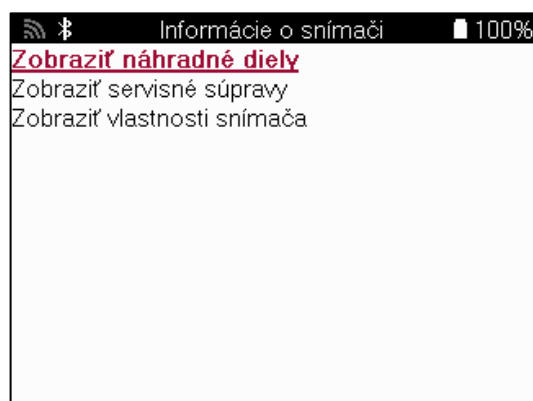 Informácie o snímači 100%
Zobraziť náhradné diely
Zobraziť servisné súpravy
Zobraziť vlastnosti snímača